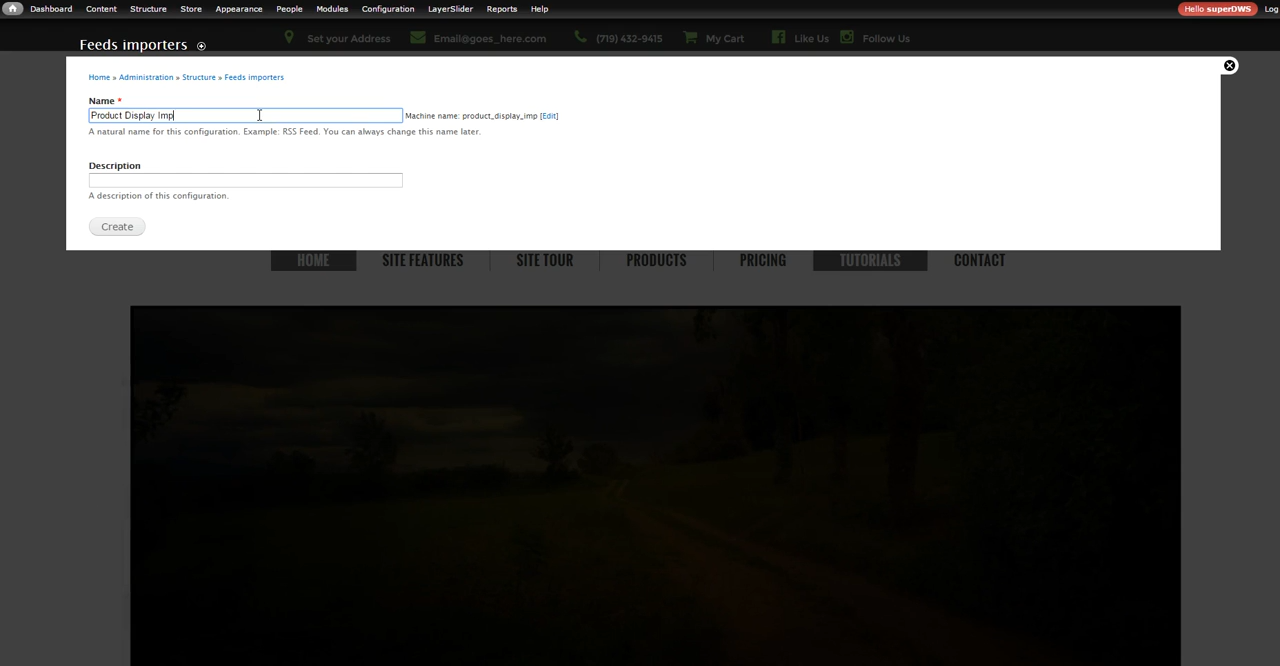 Dashboard Content Structure Store Appearance People Modules Configuration LayerSlider Reports Help Hello superDWS Log
Feeds importers
Set your Address Email@goes_here.com (719) 432-9415 My Cart Like Us Follow Us
Home » Administration » Structure » Feeds importers
Name *
Product Display Imp Machine name: product_display_imp [Edit]
A natural name for this configuration. Example: RSS Feed. You can always change this name later.
Description
A description of this configuration.
Create
HOME SITE FEATURES SITE TOUR PRODUCTS PRICING TUTORIALS CONTACT